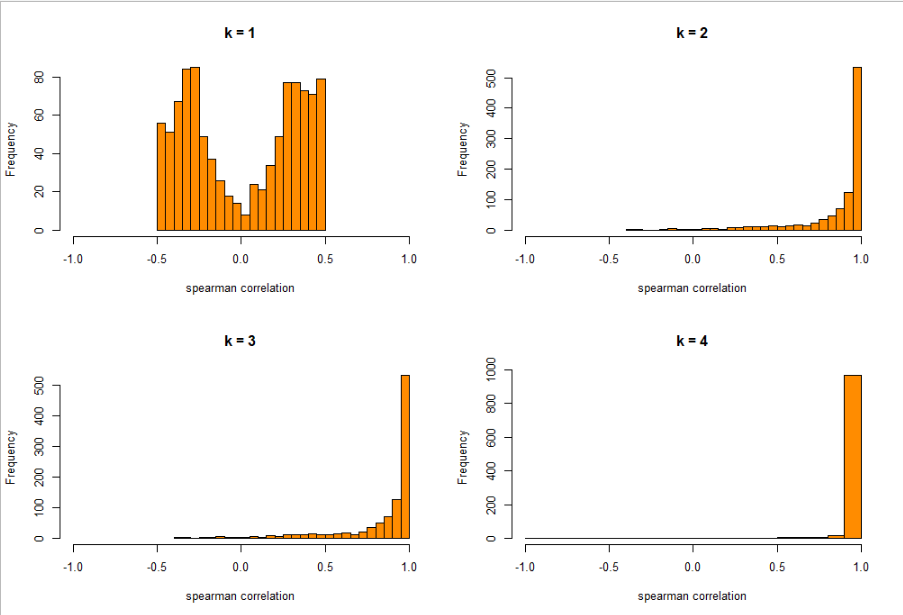 k = 1
Frequency
0 20 40 60 80
-1.0 -0.5 0.0 0.5 1.0
spearman correlation
k = 2
Frequency
0 100 200 300 400 500
-1.0 -0.5 0.0 0.5 1.0
spearman correlation
k = 3
Frequency
0 100 200 300 400 500
-1.0 -0.5 0.0 0.5 1.0
spearman correlation
k = 4
Frequency
0 200 400 600 800 1000
-1.0 -0.5 0.0 0.5 1.0
spearman correlation